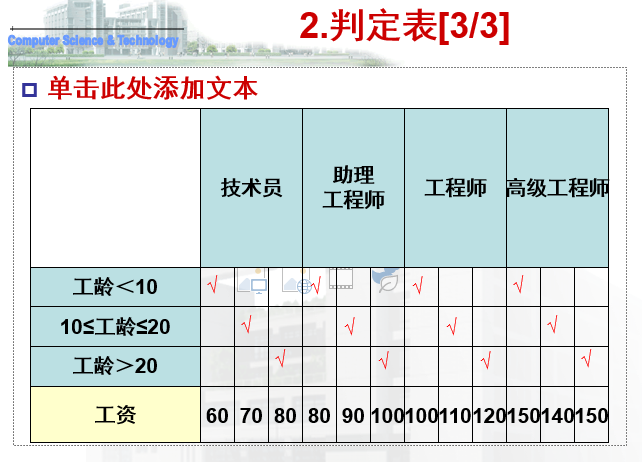 Computer Science & Technology
2.判定表[3/3]
单击此处添加文本
技术员 助理工程师 工程师 高级工程师
工龄＜10 √ √ √ √
10≤工龄≤20 √ √ √ √
工龄＞20 √ √ √ √
工资 60 70 80 80 90 100 100 110 120 150 140 150